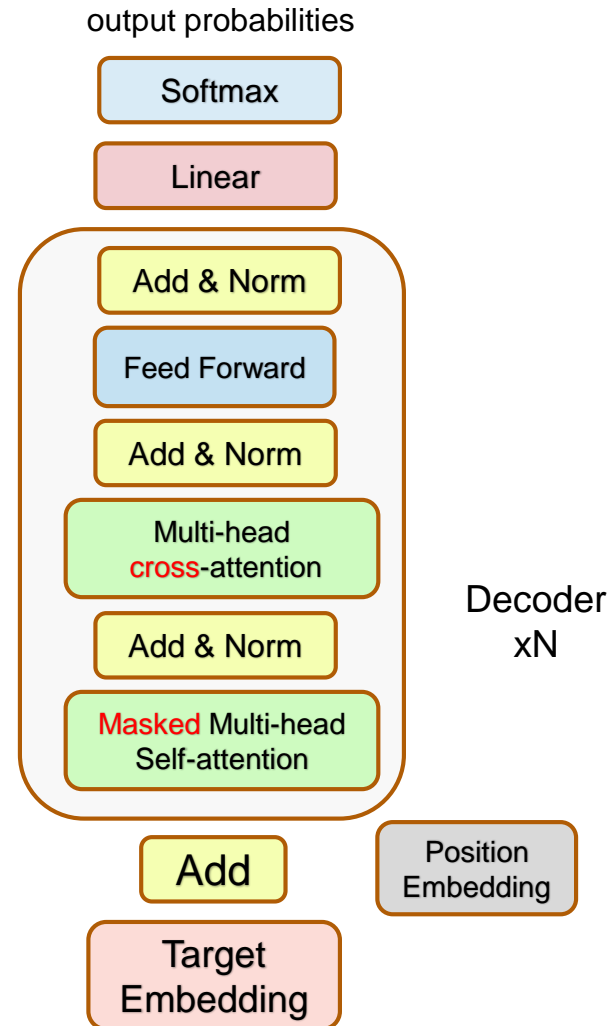 output probabilities
Softmax
Linear
Add & Norm
Feed Forward
Add & Norm
Multi-head
cross-attention
Decoder
xN
Add & Norm
Masked Multi-head
Self-attention
Add
Position
Embedding
Target
Embedding